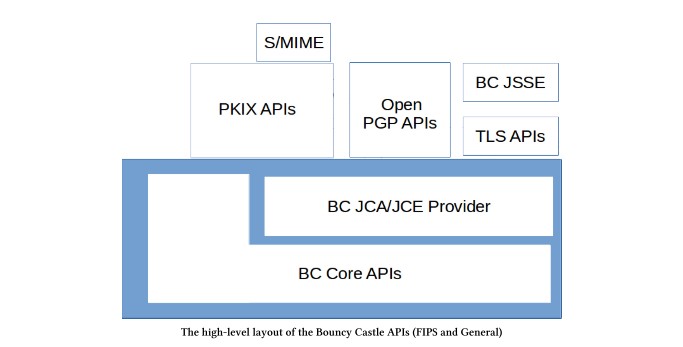 S/MIME
PKIX APIs
Open
PGP APIs
BC JSSE
TLS APIs
BC JCA/JCE Provider
BC Core APIs
The high-level layout of the Bouncy Castle APIs (FIPS and General)